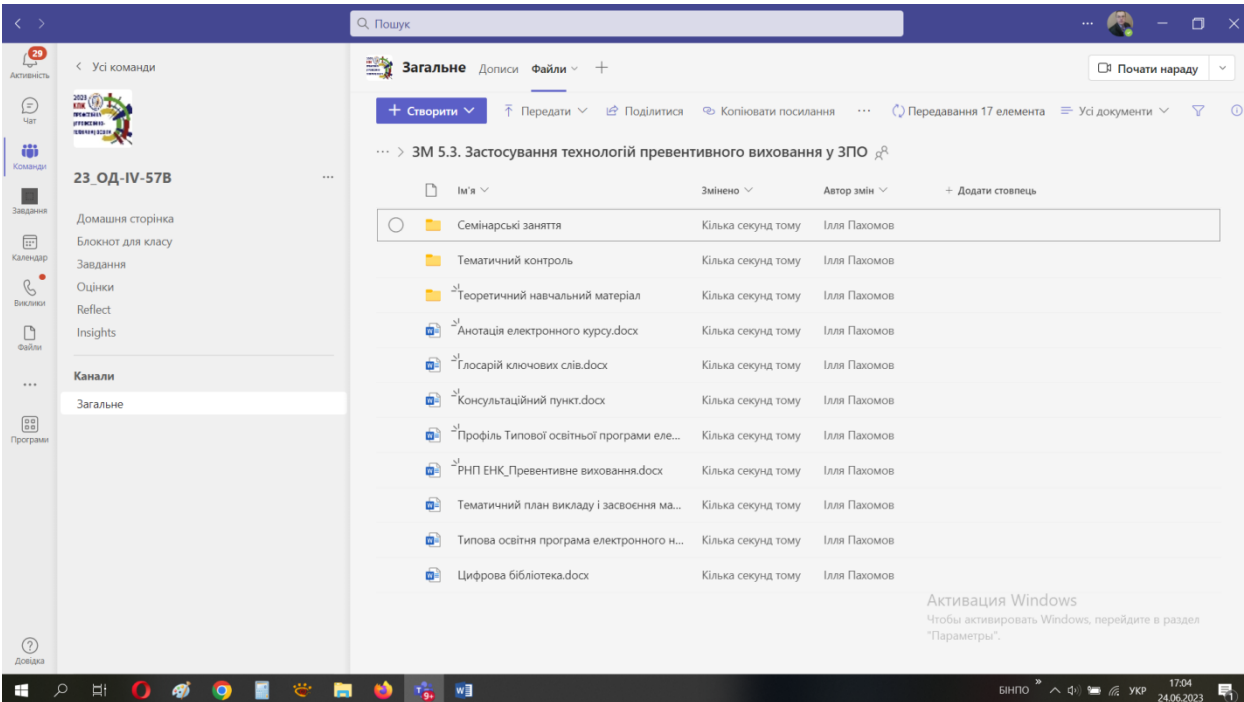 Пошук
29
Активність
Чат
Команди
Завдання
Календар
Виклики
Файли
Програми
Довідка
Усі команди
2023
23_ОД-IV-57В
Домашня сторінка
Блокнот для класу
Завдання
Оцінки
Reflect
Insights
Канали
Загальне
Загальне Дописи Файли
Почати нараду
Створити Передати Поділитися Копіювати посилання ... Передавання 17 елемента Усі документи
... > ЗМ 5.3. Застосування технологій превентивного виховання у ЗПО
Ім'я Змінено Автор змін + Додати стовпець
Семінарські заняття Кілька секунд тому Ілля Пахомов
Тематичний контроль Кілька секунд тому Ілля Пахомов
Теоретичний навчальний матеріал Кілька секунд тому Ілля Пахомов
Анотація електронного курсу.docx Кілька секунд тому Ілля Пахомов
Глосарій ключових слів.docx Кілька секунд тому Ілля Пахомов
Консультаційний пункт.docx Кілька секунд тому Ілля Пахомов
Профіль Типової освітньої програми еле... Кілька секунд тому Ілля Пахомов
РНП ЕНК_Превентивне виховання.docx Кілька секунд тому Ілля Пахомов
Тематичний план викладу і засвоєння ма... Кілька секунд тому Ілля Пахомов
Типова освітня програма електронного н... Кілька секунд тому Ілля Пахомов
Цифрова бібліотека.docx Кілька секунд тому Ілля Пахомов
Активация Windows
Чтобы активировать Windows, перейдите в раздел
"Параметры".
9+
БІНПО » УКР 17:04
24.06.2023